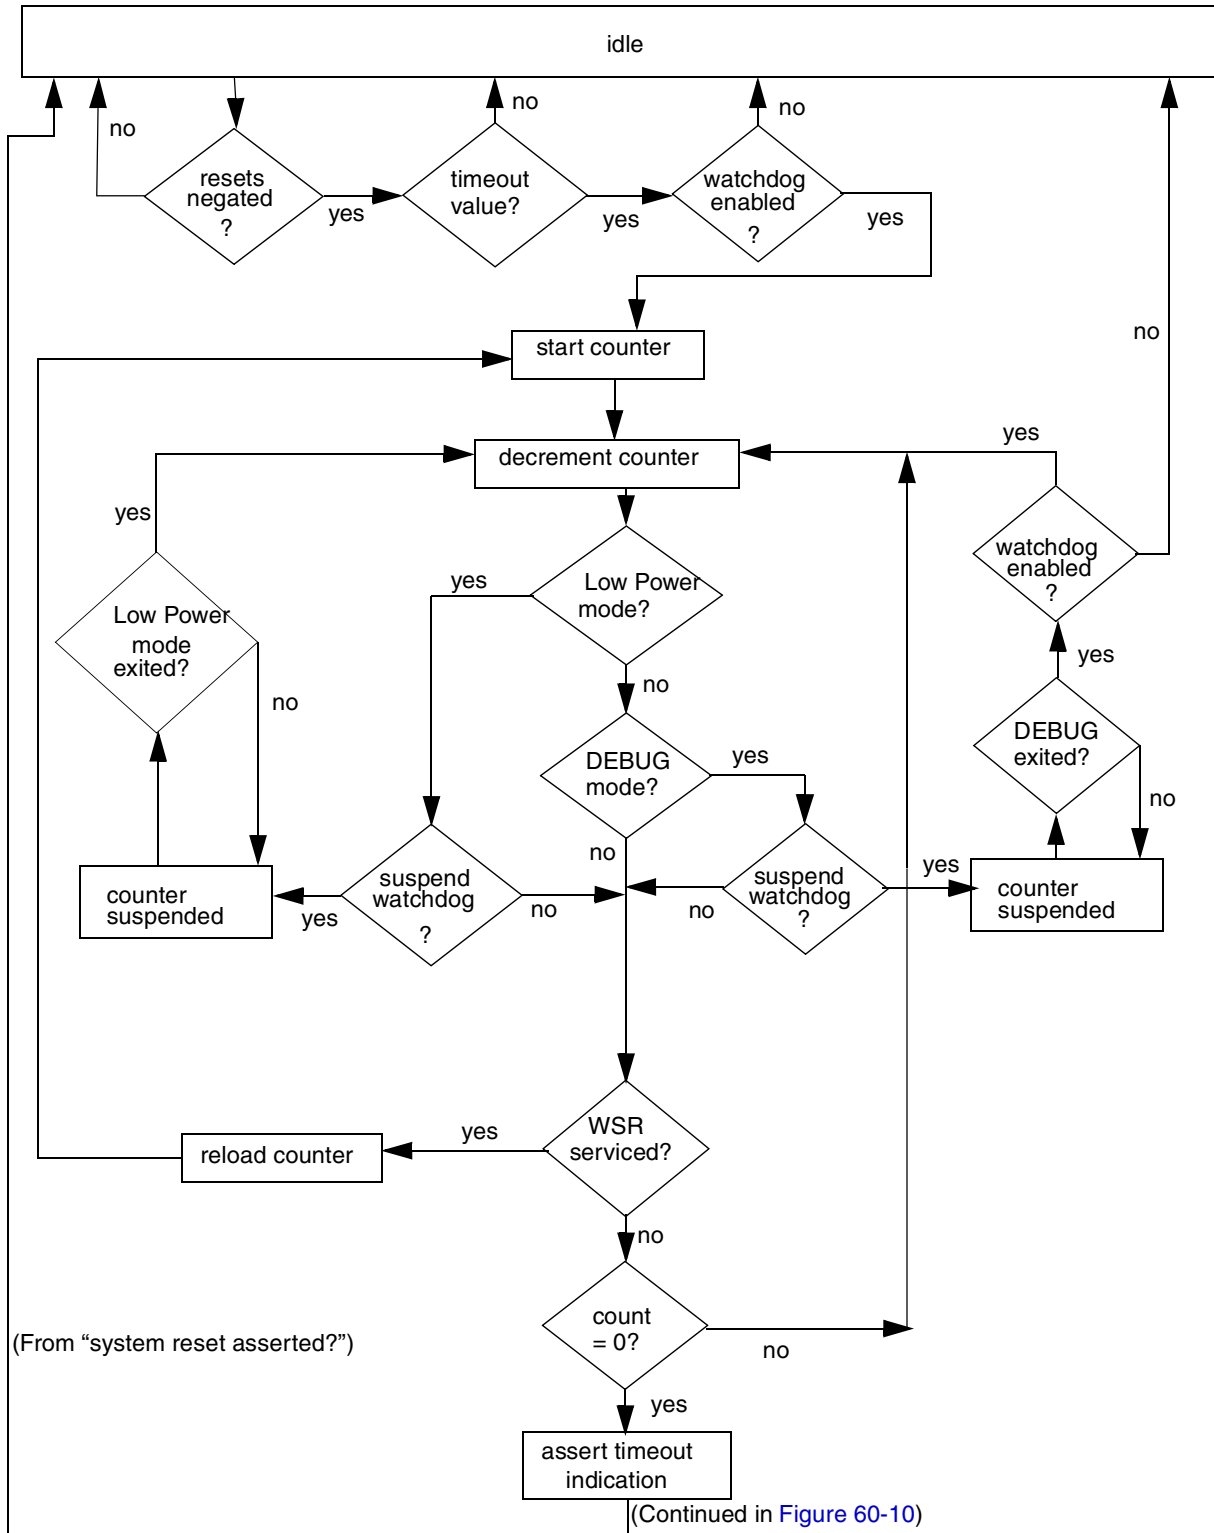 idle
no
no
no
resets
negated
?
yes
timeout
value?
yes
watchdog
enabled
?
yes
no
start counter
yes
decrement counter
yes
yes
Low Power
mode?
watchdog
enabled
?
Low Power
mode
exited?
no
no
yes
DEBUG
mode?
yes
DEBUG
exited?
no
no
suspend
watchdog
?
yes
no
suspend
watchdog
?
no
yes
counter
suspended
counter
suspended
WSR
serviced?
yes
reload counter
no
count
= 0?
no
(From “system reset asserted?”)
yes
assert timeout
indication
(Continued in Figure 60-10)